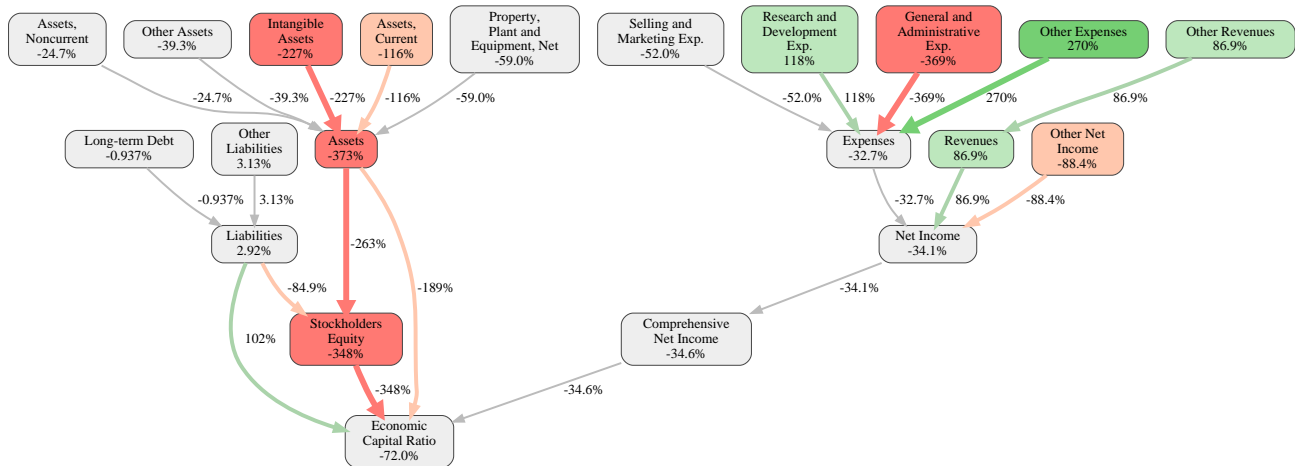 Assets,
Noncurrent
-24.7%
Other Assets
-39.3%
Intangible
Assets
-227%
Assets,
Current
-116%
Property,
Plant and
Equipment, Net
-59.0%
Selling and
Marketing Exp.
-52.0%
Research and
Development
Exp.
118%
General and
Administrative
Exp.
-369%
Other Expenses
270%
Other Revenues
86.9%
-24.7%
-39.3%
-227%
-116%
-59.0%
-52.0%
118%
-369%
270%
86.9%
Long-term Debt
-0.937%
Other
Liabilities
3.13%
Assets
-373%
Expenses
-32.7%
Revenues
86.9%
Other Net
Income
-88.4%
-0.937%
3.13%
-32.7%
86.9%
-88.4%
Liabilities
2.92%
-263%
Net Income
-34.1%
-84.9%
-189%
-34.1%
102%
Stockholders
Equity
-348%
Comprehensive
Net Income
-34.6%
-348%
-34.6%
Economic
Capital Ratio
-72.0%